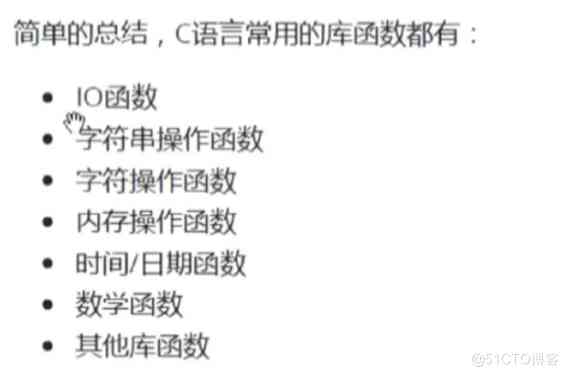 简单的总结，C语言常用的库函数都有：
• IO函数
• 字符串操作函数
• 字符操作函数
• 内存操作函数
• 时间/日期函数
• 数学函数
• 其他库函数
@51CTO博客